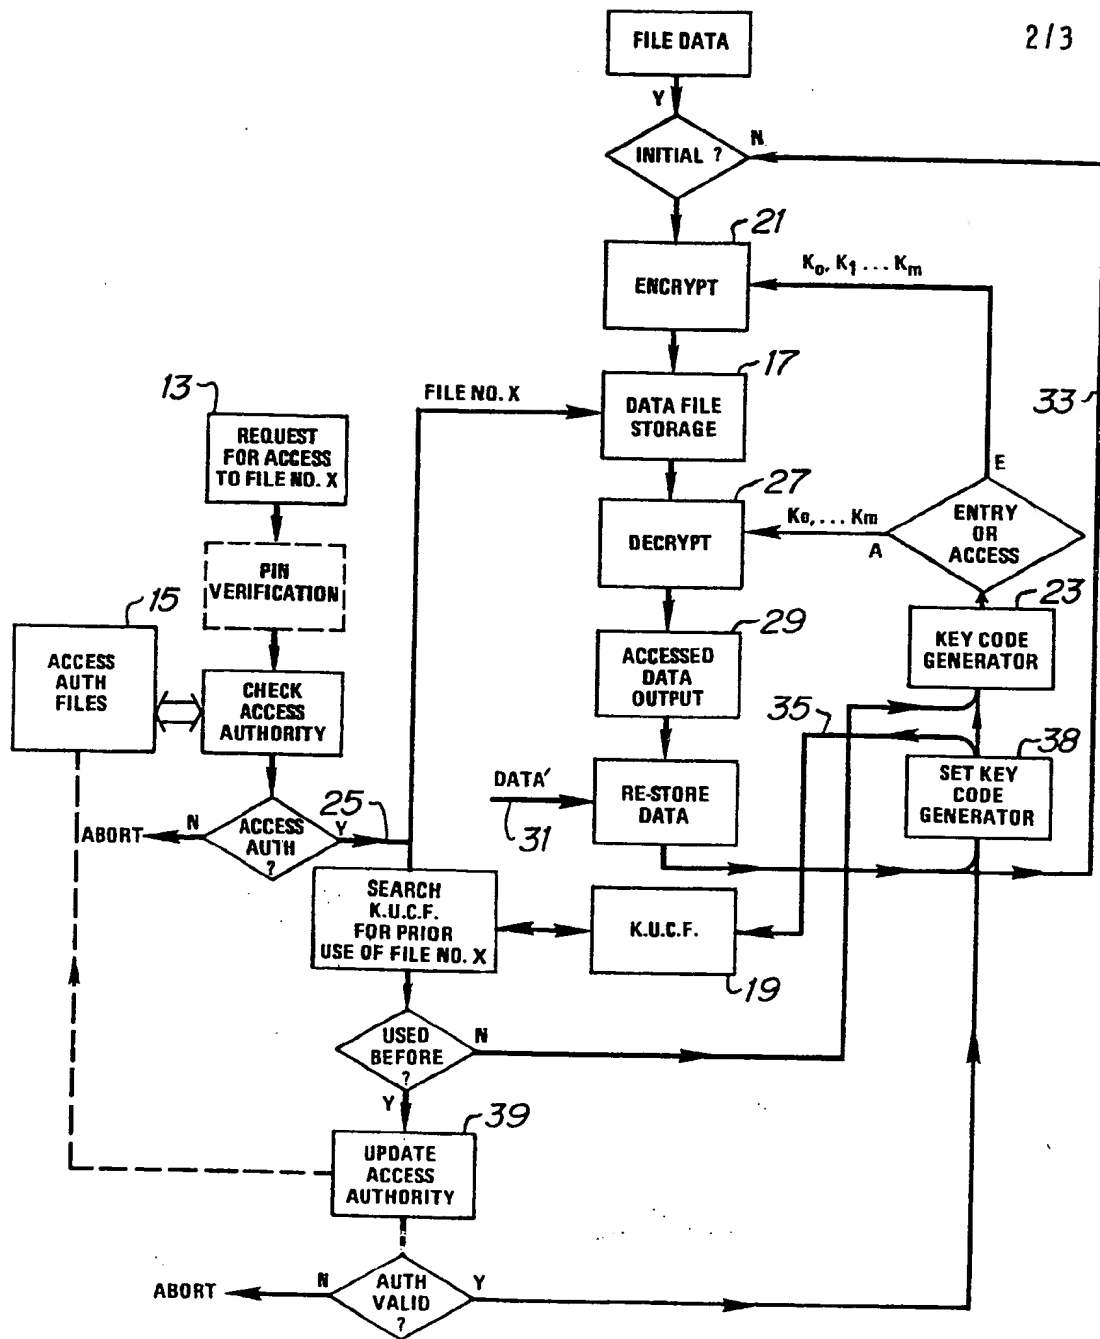 2/3
FILE DATA
Y
INITIAL ?
N
21
ENCRYPT
K₀, K₁ ... Kₘ
17
FILE NO. X
DATA FILE
STORAGE
33
13
REQUEST
FOR ACCESS
TO FILE NO. X
E
27
DECRYPT
K₀, ... Kₘ
A
ENTRY
OR
ACCESS
PIN
VERIFICATION
15
ACCESS
AUTH
FILES
23
KEY CODE
GENERATOR
29
ACCESSED
DATA
OUTPUT
CHECK
ACCESS
AUTHORITY
35
38
SET KEY
CODE
GENERATOR
DATA'
31
RE-STORE
DATA
ABORT
N
ACCESS
AUTH
?
Y
25
SEARCH
K.U.C.F.
FOR PRIOR
USE OF FILE NO. X
K.U.C.F.
19
USED
BEFORE
?
N
Y
39
UPDATE
ACCESS
AUTHORITY
ABORT
N
AUTH
VALID
?
Y